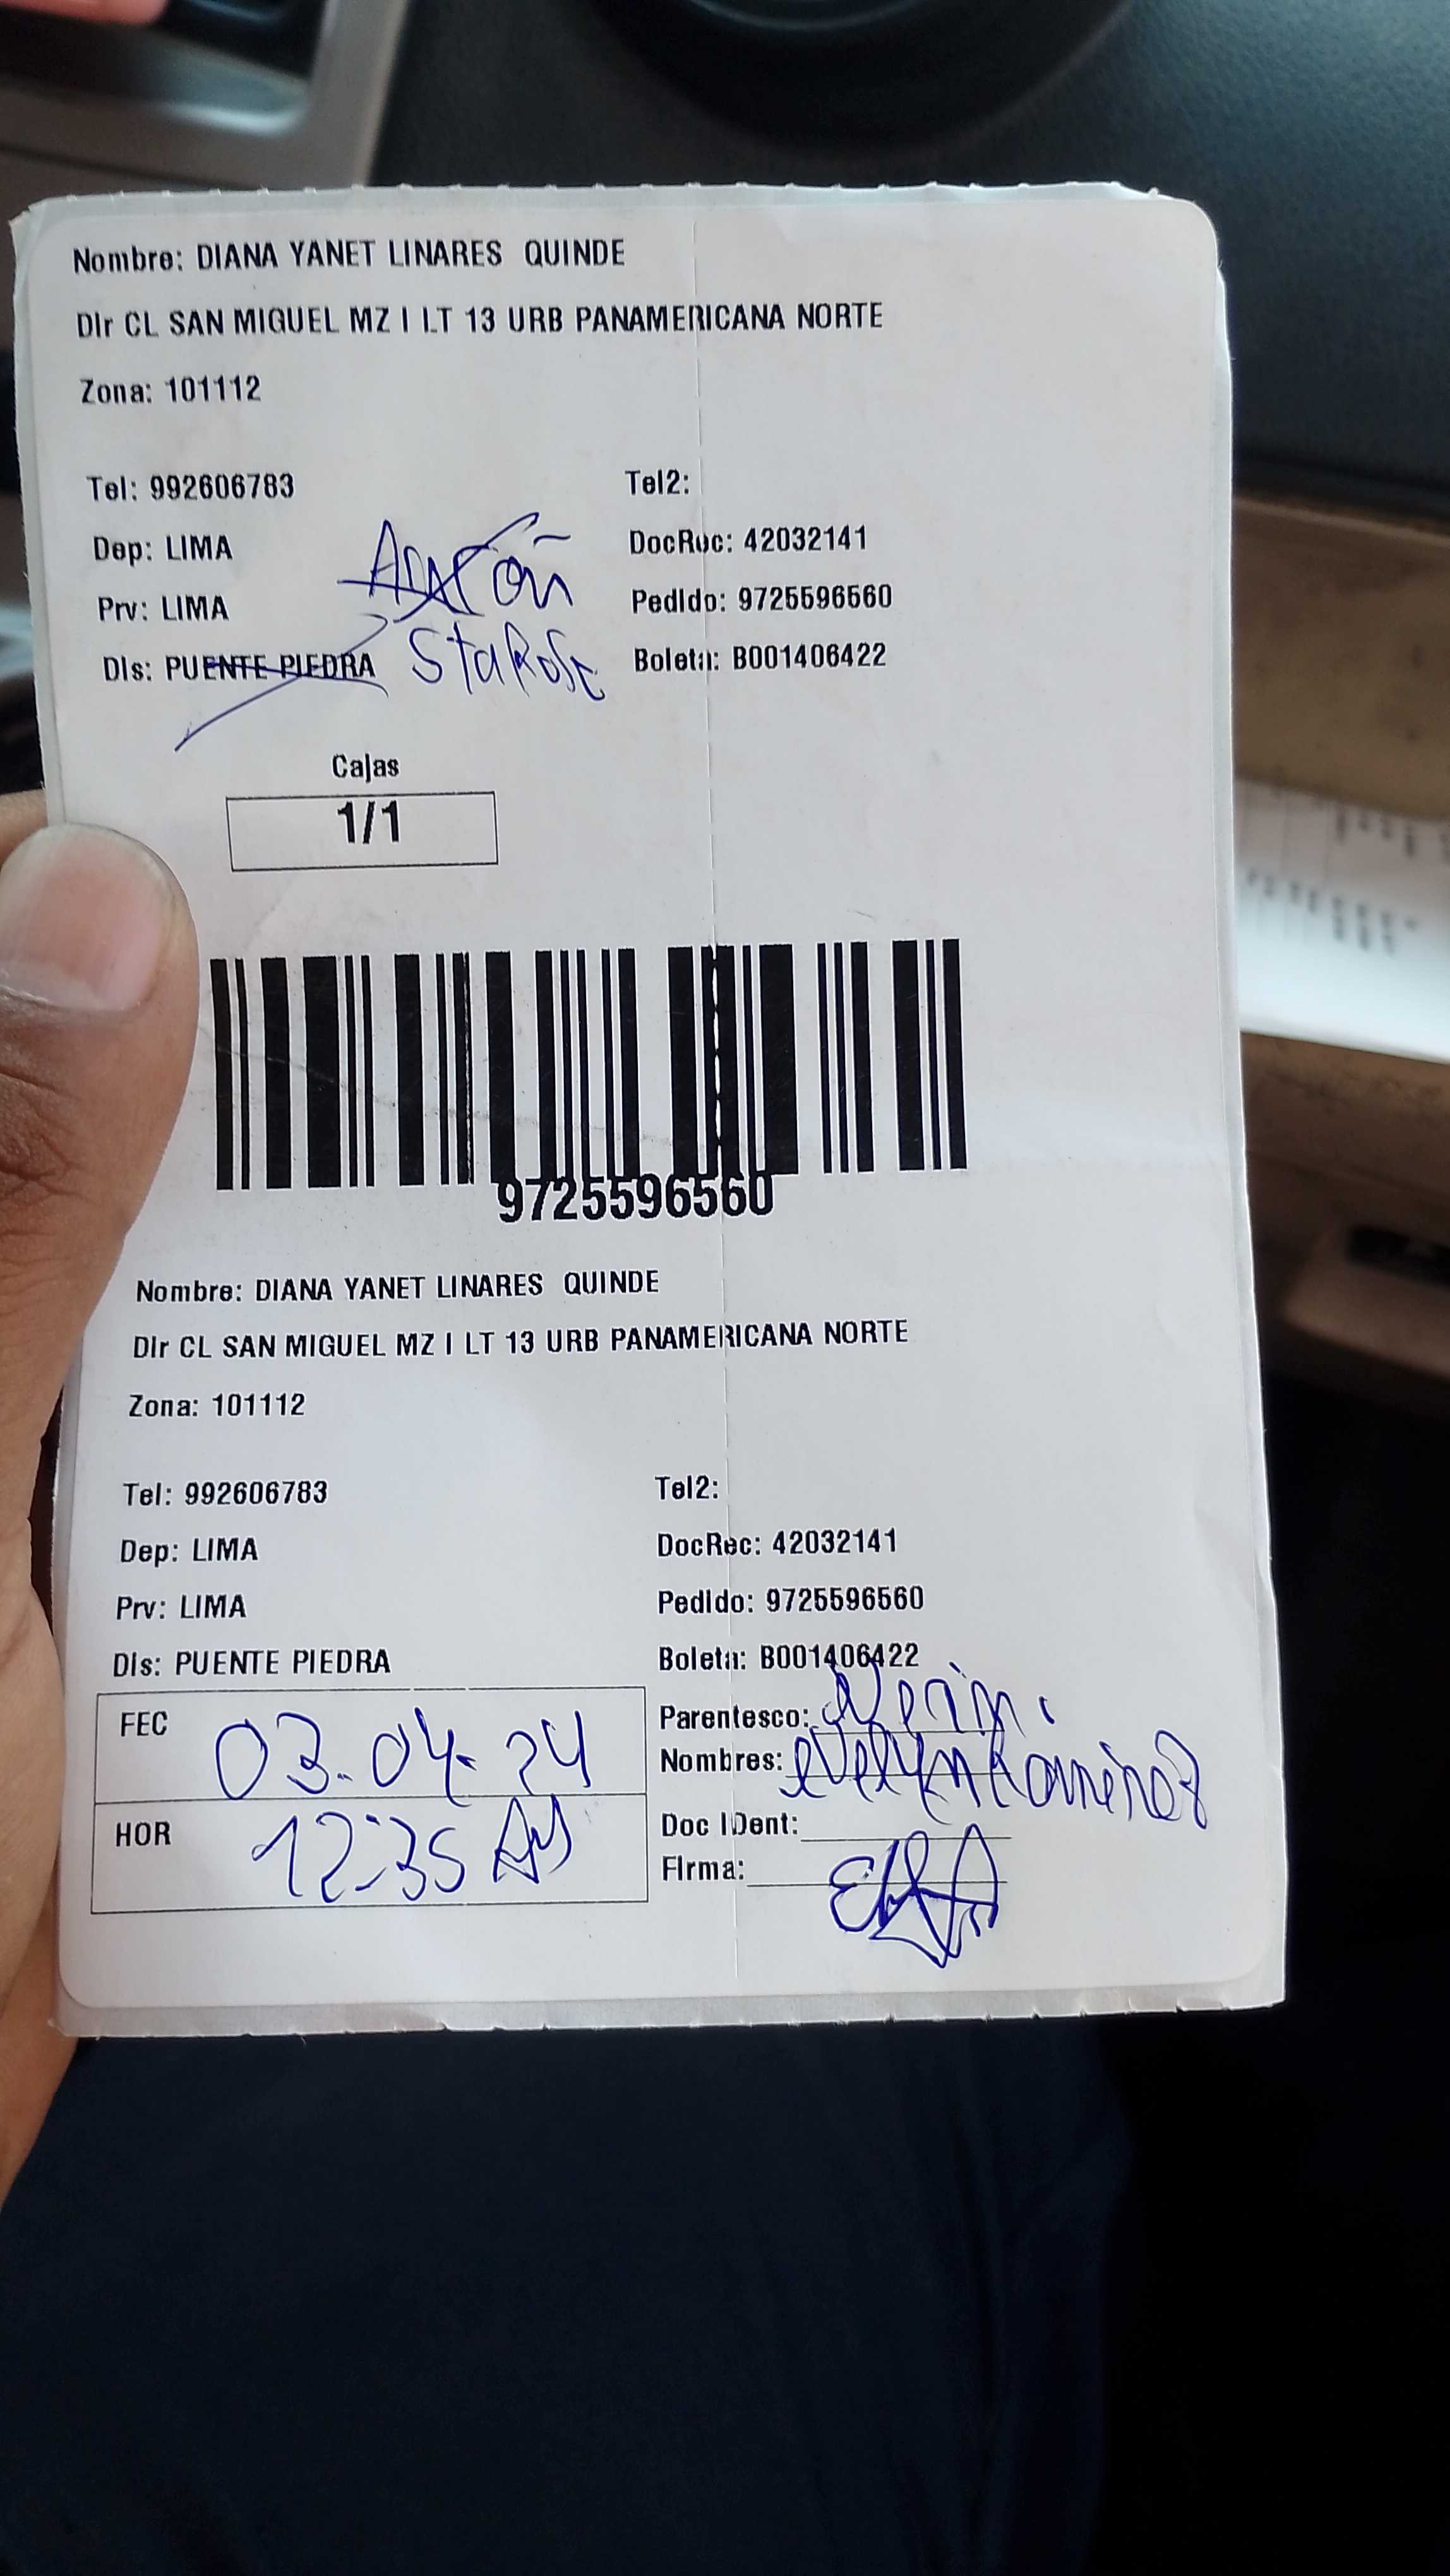 Nombre: DIANA YANET LINARES QUINDE
Dir CL SAN MIGUEL MZ I LT 13 URB PANAMERICANA NORTE
Zona: 101112
Tel: 992606783 Tel2:
Dep: LIMA DocRec: 42032141
Prv: LIMA Pedido: 9725596560
Dis: PUENTE PIEDRA Sta Rosa Boleta: B001406422
Cajas
1/1
9725596560
Nombre: DIANA YANET LINARES QUINDE
Dir CL SAN MIGUEL MZ I LT 13 URB PANAMERICANA NORTE
Zona: 101112
Tel: 992606783 Tel2:
Dep: LIMA DocRec: 42032141
Prv: LIMA Pedido: 9725596560
Dis: PUENTE PIEDRA Boleta: B001406422
FEC 03-04-24 Parentesco:
Nombres: evelyn
HOR 12:35 Doc IDent:
Firma: